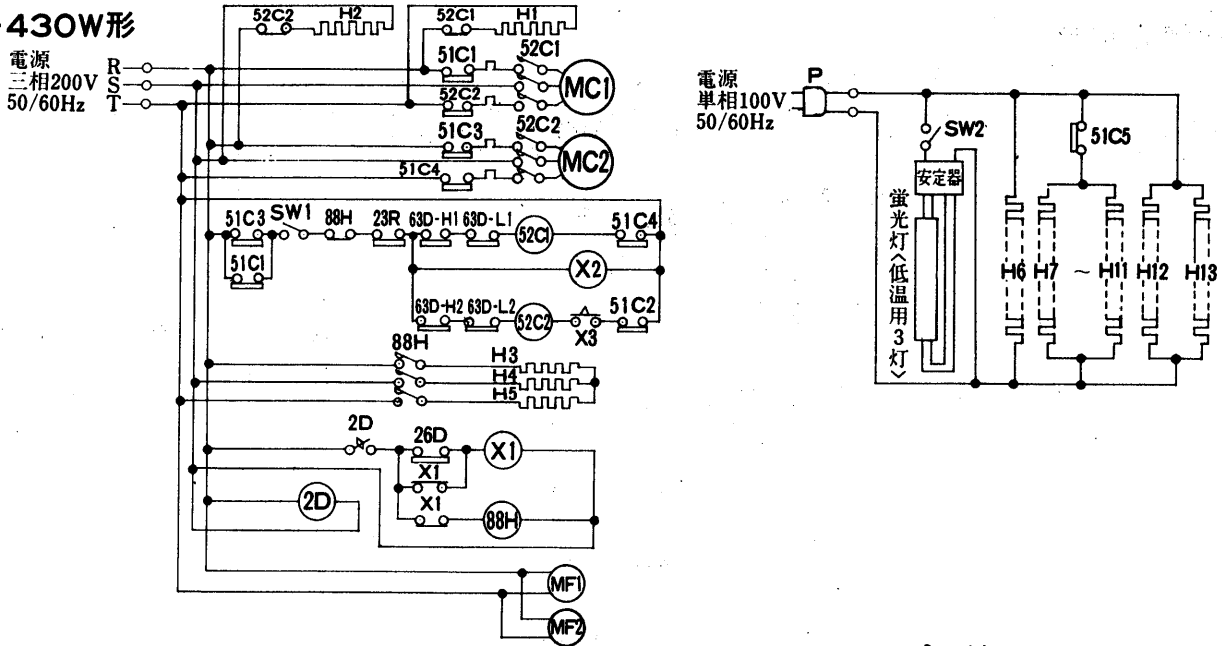 430W形
電源
三相200V
50/60Hz
R
S
T
52C2
H2
52C1
H1
51C1
52C1
52C2
MC1
51C3
52C2
51C4
MC2
51C3
SW1
88H
23R
63D-H1
63D-L1
52C1
51C4
51C1
X2
63D-H2
63D-L2
52C2
X3
51C2
88H
H3
H4
H5
2D
26D
X1
X1
X1
2D
88H
MF1
MF2
電源
単相100V
50/60Hz
P
SW2
51C5
安定器
蛍光灯〈低温用3灯〉
H6
H7
~
H11
H12
H13